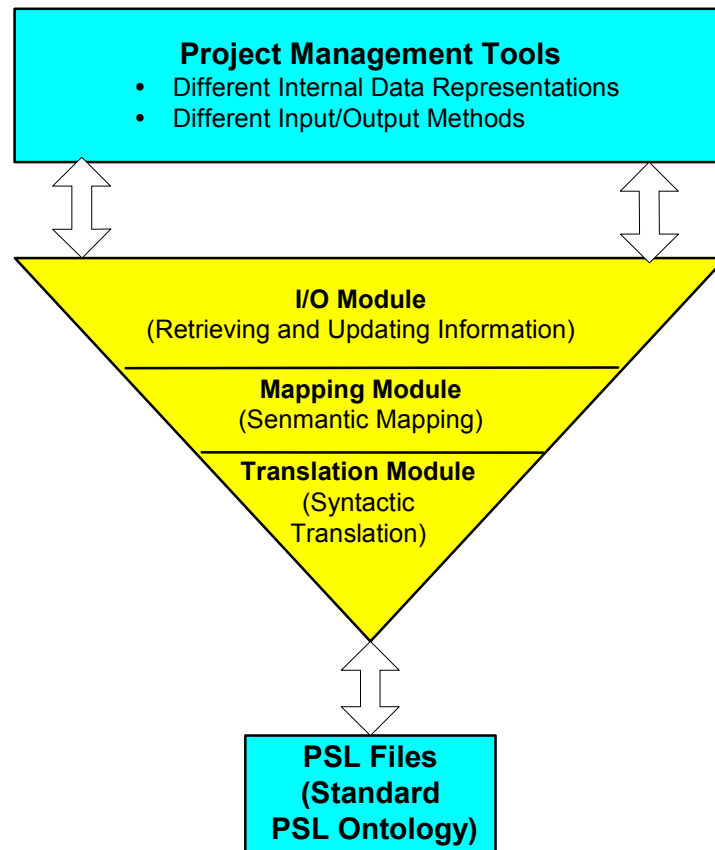 Project Management Tools
• Different Internal Data Representations
• Different Input/Output Methods
I/O Module
(Retrieving and Updating Information)
Mapping Module
(Senmantic Mapping)
Translation Module
(Syntactic
Translation)
PSL Files
(Standard
PSL Ontology)